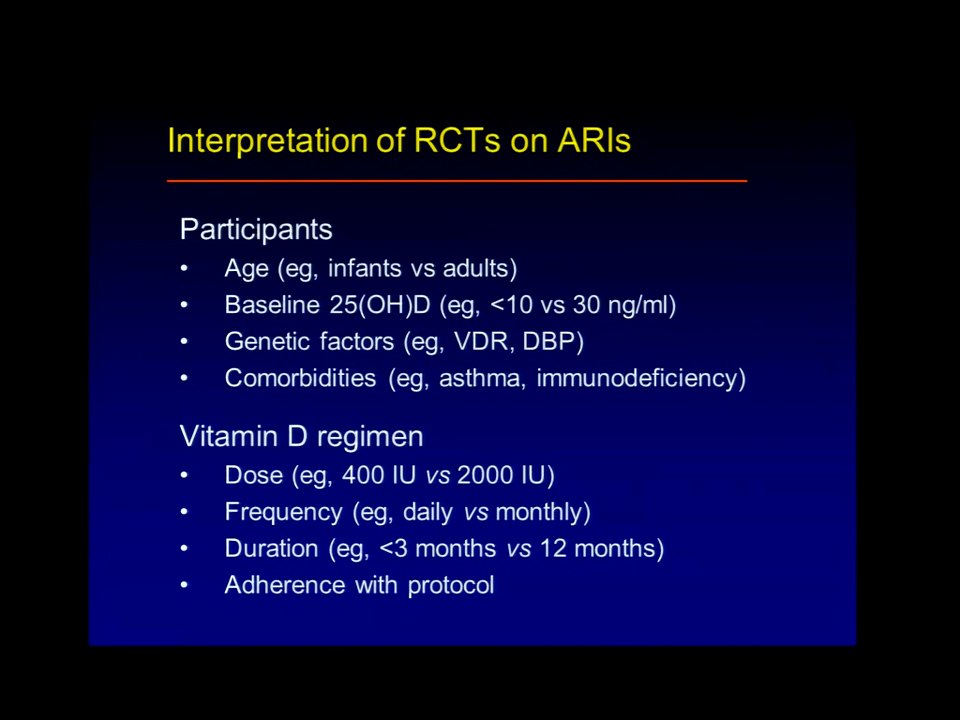 Interpretation of RCTs on ARIs
Participants
• Age (eg, infants vs adults)
• Baseline 25(OH)D (eg, <10 vs 30 ng/ml)
• Genetic factors (eg, VDR, DBP)
• Comorbidities (eg, asthma, immunodeficiency)
Vitamin D regimen
• Dose (eg, 400 IU vs 2000 IU)
• Frequency (eg, daily vs monthly)
• Duration (eg, <3 months vs 12 months)
• Adherence with protocol